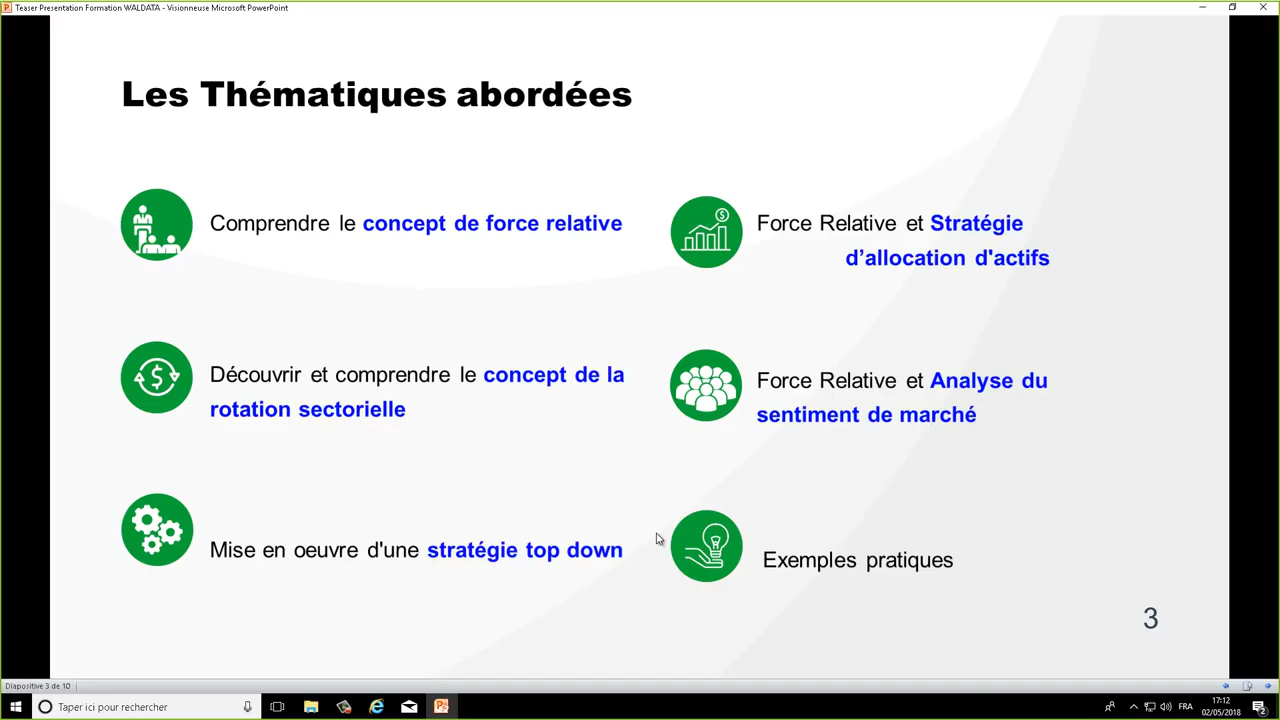 Teaser Presentation Formation WALDATA - Visionneuse Microsoft PowerPoint
Les Thématiques abordées
Comprendre le concept de force relative
Découvrir et comprendre le concept de la
rotation sectorielle
Mise en oeuvre d'une stratégie top down
Force Relative et Stratégie
d’allocation d'actifs
Force Relative et Analyse du
sentiment de marché
Exemples pratiques
3
Diapositive 3 de 10
Taper ici pour rechercher
FRA
17:12
02/05/2018
2